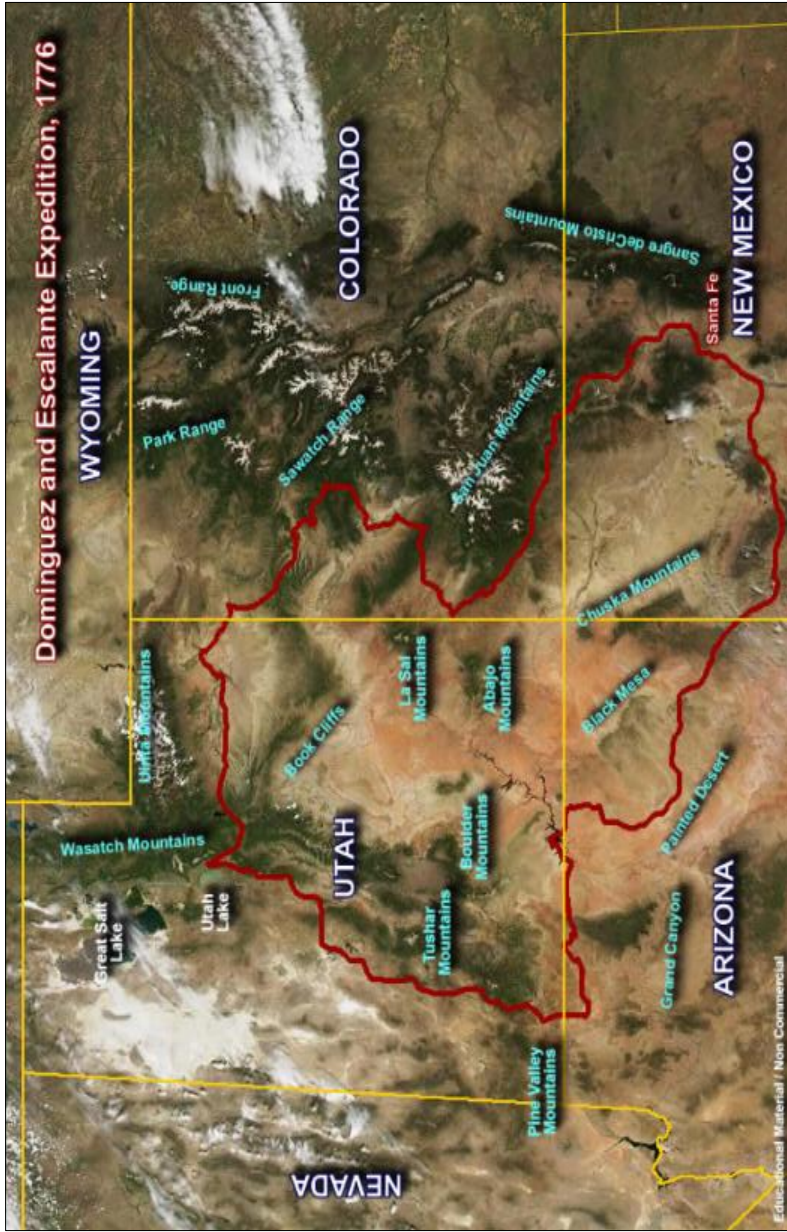 Dominguez and Escalante Expedition, 1776
WYOMING
Great Salt
Lake
Wasatch Mountains
Uinta Mountains
Park Range
Front Range
Utah
Lake
Book Cliffs
Sawatch Range
COLORADO
UTAH
La Sal
Mountains
Tushar
Mountains
Boulder
Mountains
Abajo
Mountains
San Juan Mountains
NEVADA
Pine Valley
Mountains
Sangre deCristo Mountains
Chuska Mountains
Black Mesa
Grand Canyon
Painted Desert
Santa Fe
ARIZONA
NEW MEXICO
Educational Material / Non Commercial